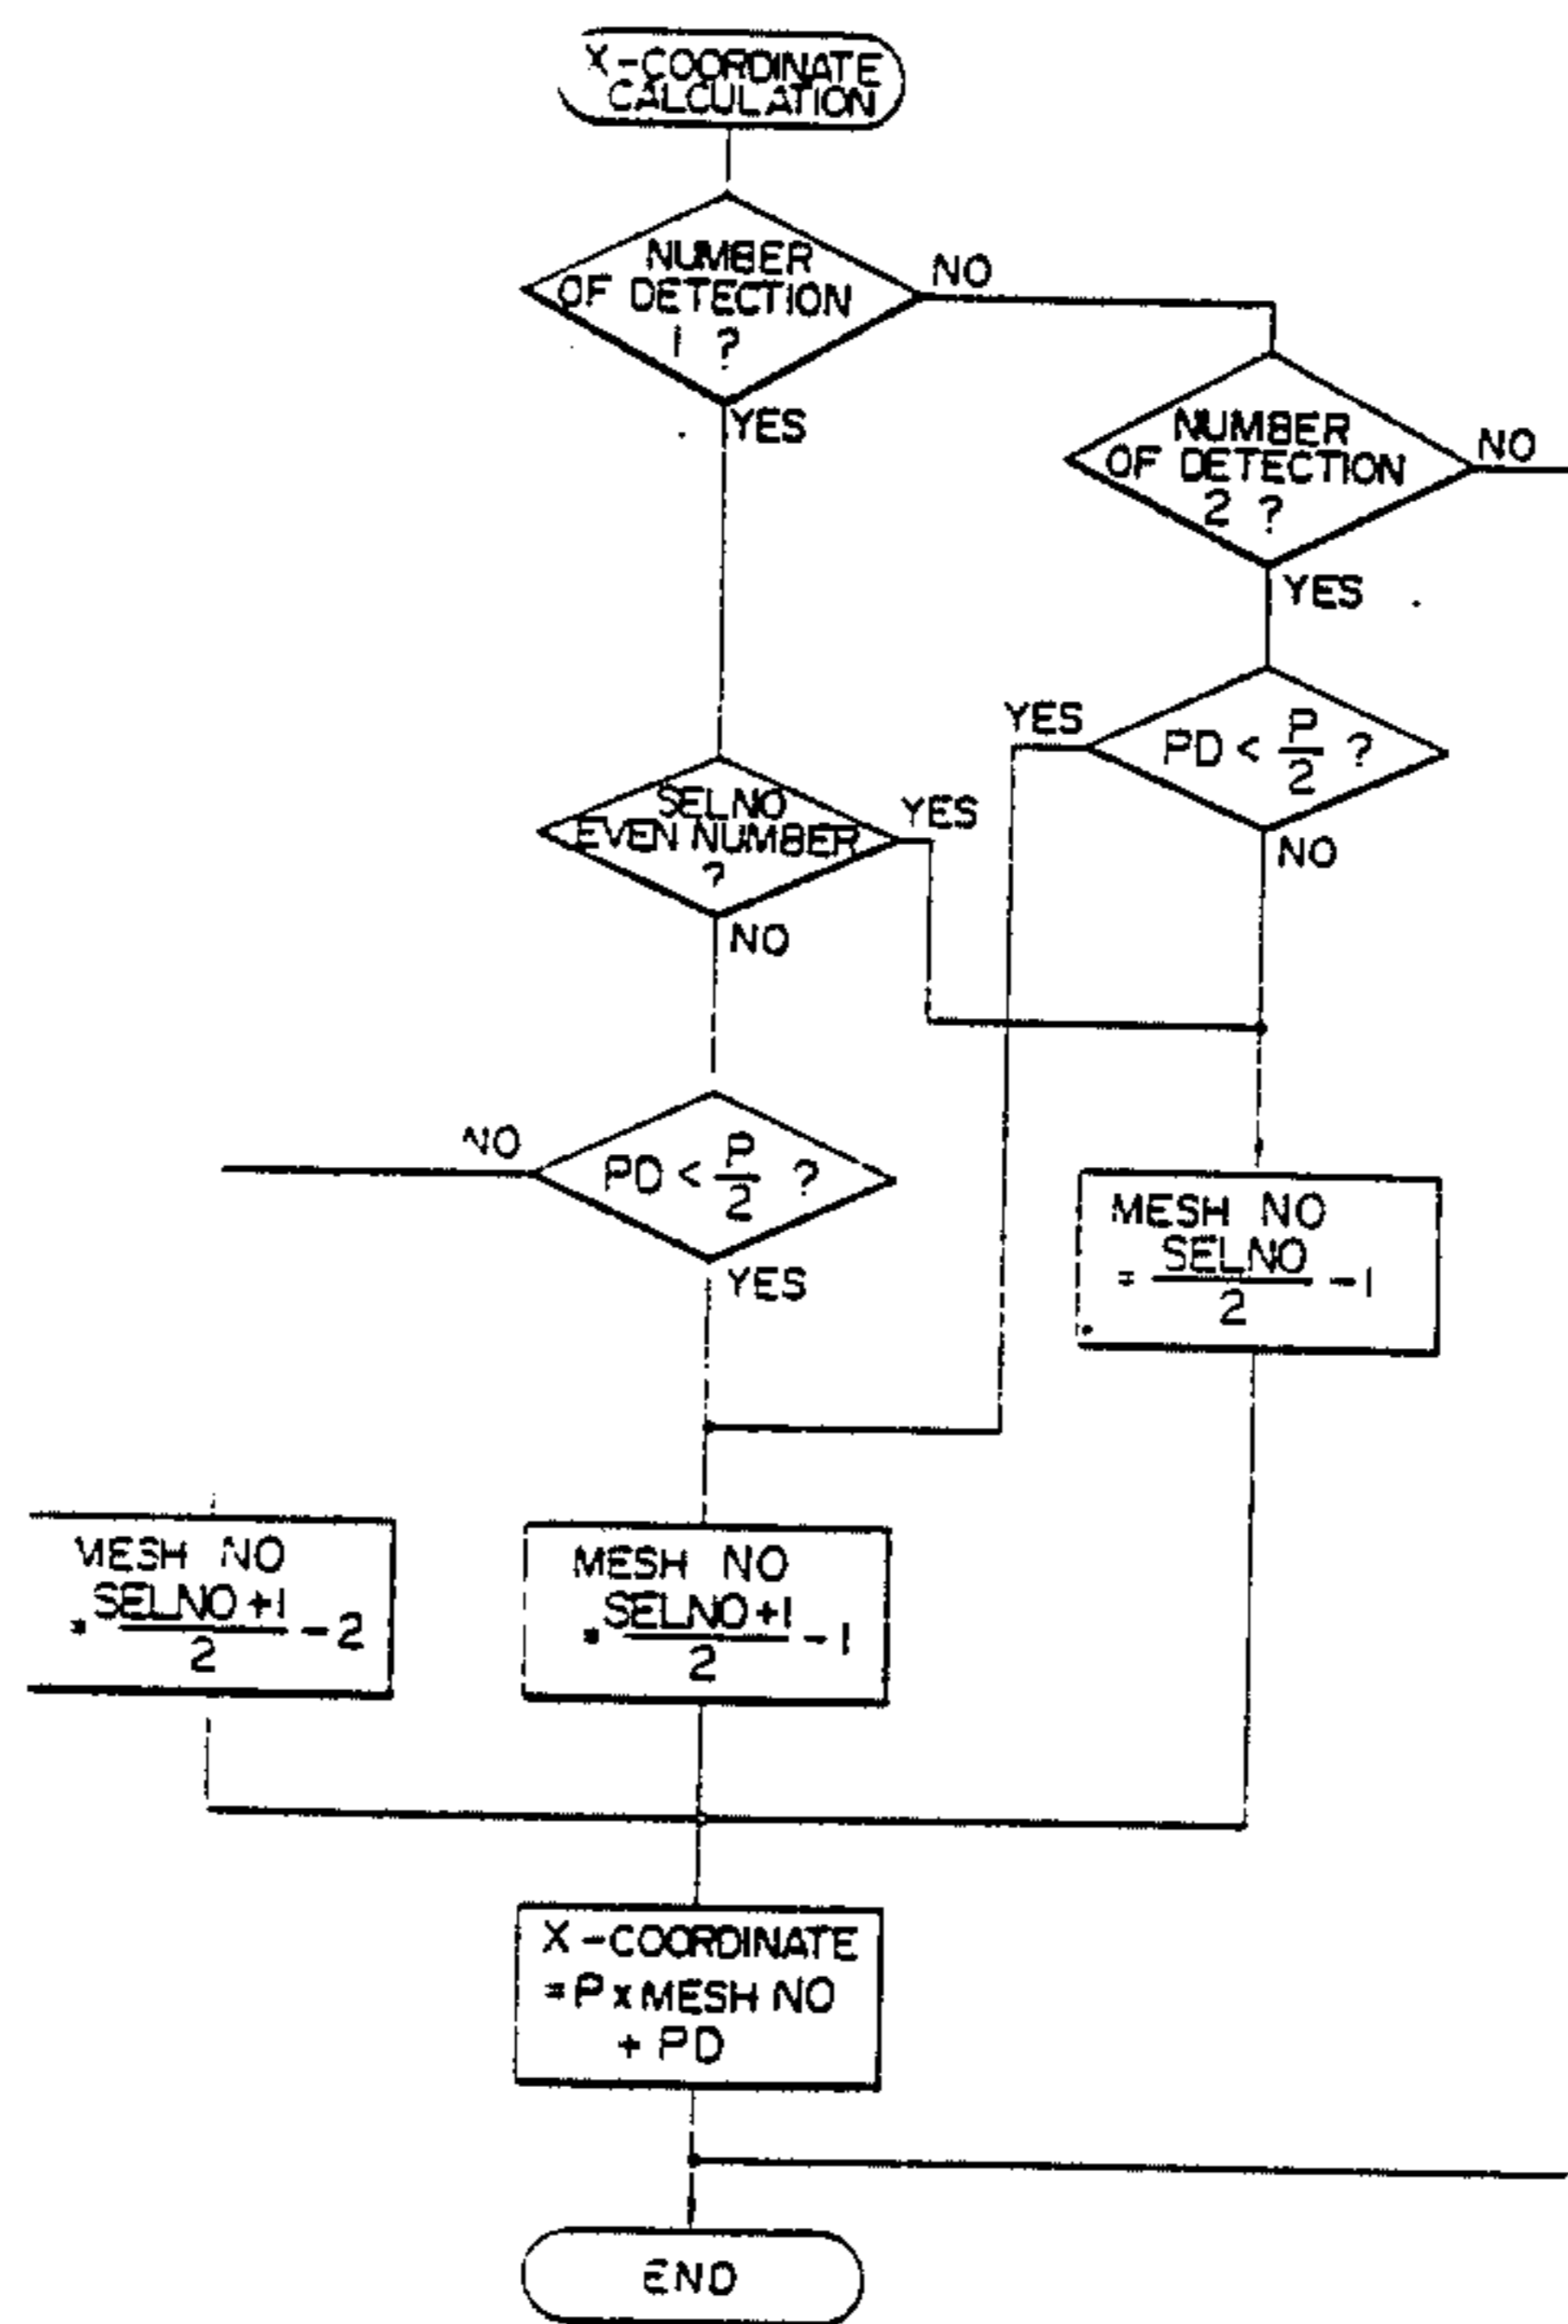 X-COORDINATE
CALCULATION
NUMBER
OF DETECTION
1 ?
NO
YES
NUMBER
OF DETECTION
2 ?
NO
YES
YES
PD < P/2 ?
NO
SELNO
EVEN NUMBER
?
YES
NO
NO
PD < P/2 ?
YES
MESH NO
= SELNO/2 -1
MESH NO
= SELNO+1/2 -2
MESH NO
= SELNO+1/2 -1
X-COORDINATE
= P x MESH NO
+ PD
END